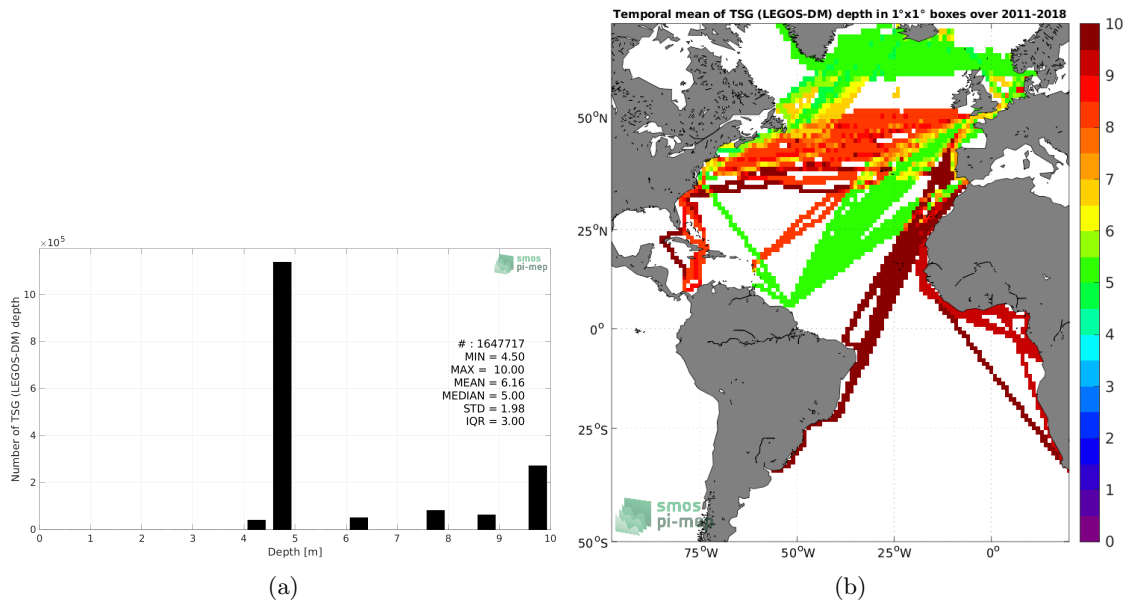 Temporal mean of TSG (LEGOS-DM) depth in 1°x1° boxes over 2011-2018
×10⁵
Number of TSG (LEGOS-DM) depth
10
8
6
4
2
0
smos
pi-mep
# : 1647717
MIN = 4.50
MAX = 10.00
MEAN = 6.16
MEDIAN = 5.00
STD = 1.98
IQR = 3.00
0 1 2 3 4 5 6 7 8 9 10
Depth [m]
(a)
50°N
25°N
0°
25°S
50°S
75°W 50°W 25°W 0°
smos
pi-mep
10
9
8
7
6
5
4
3
2
1
0
(b)